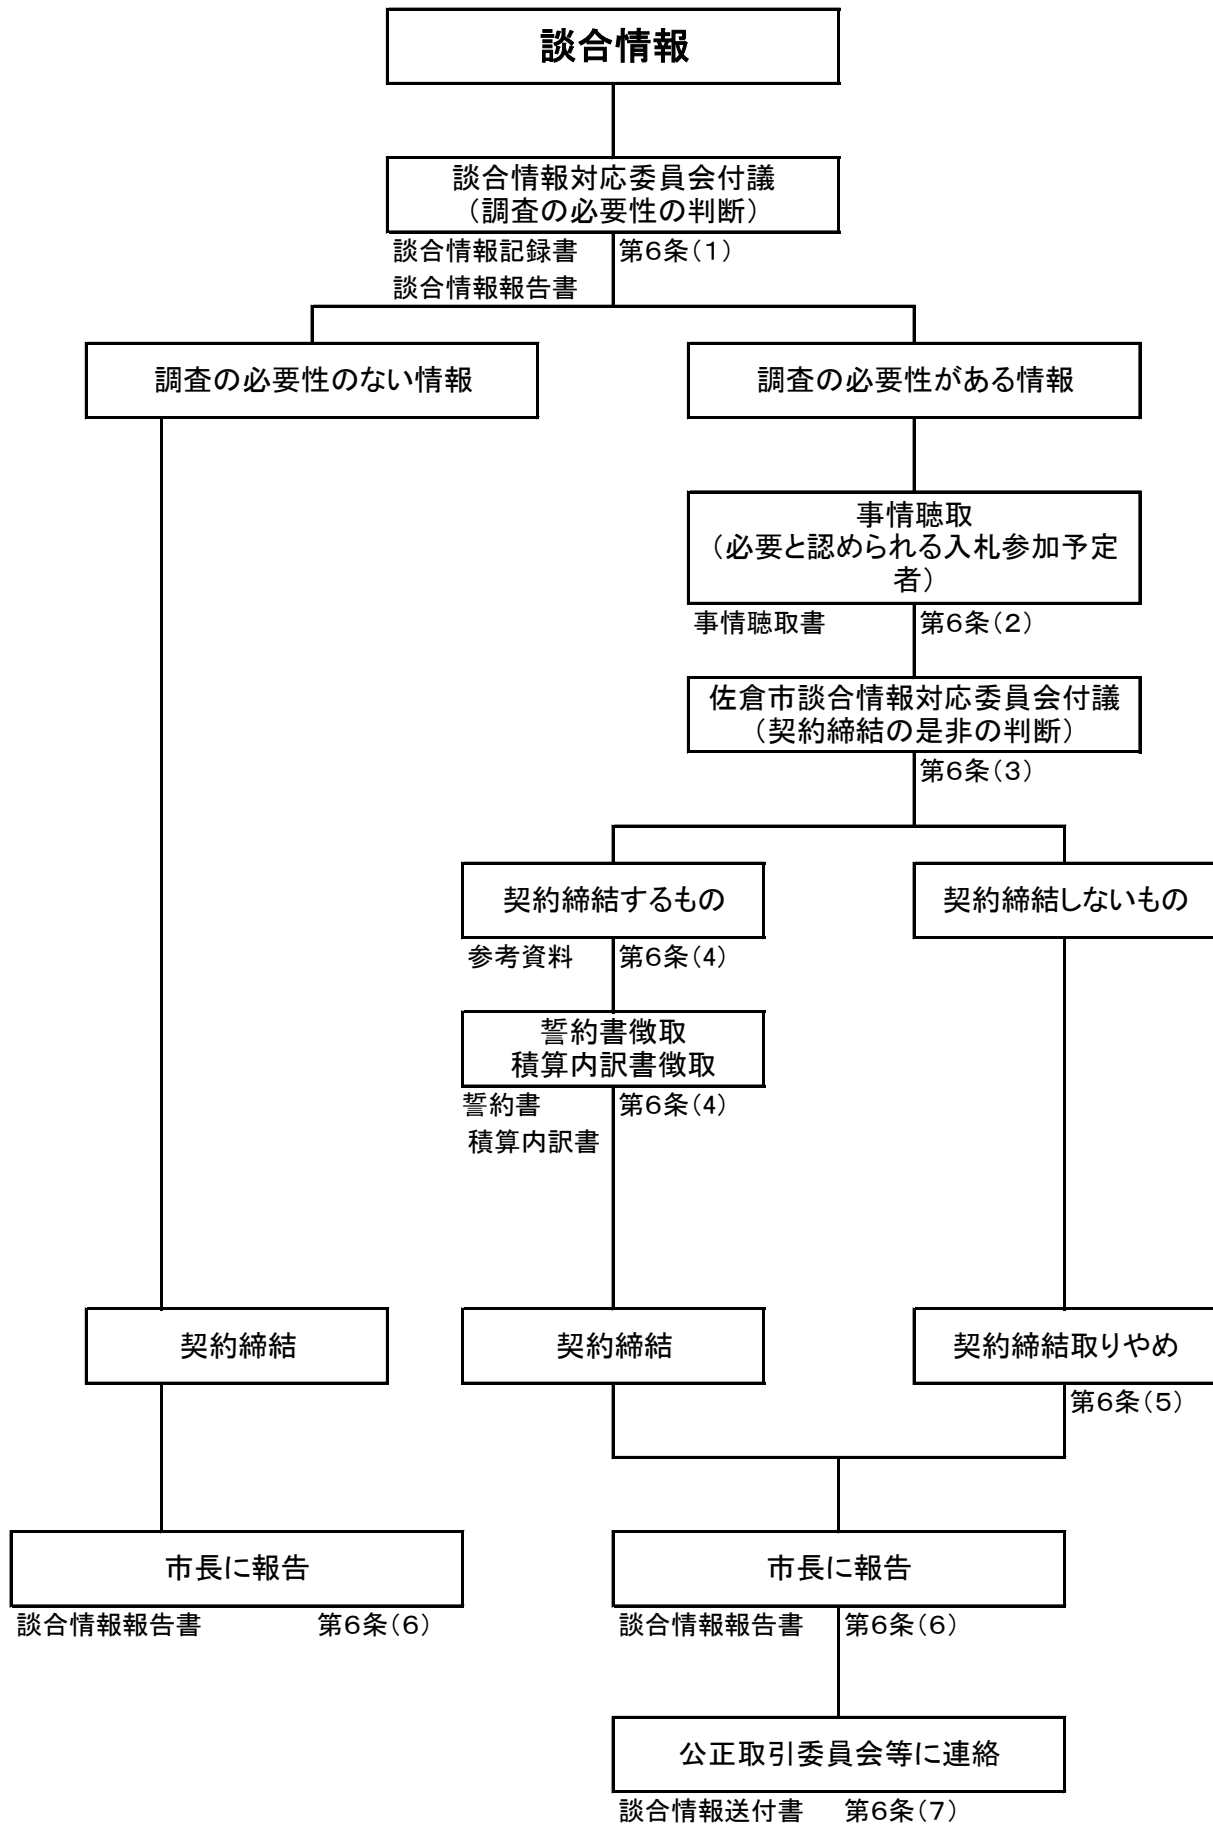 談合情報
談合情報対応委員会付議
（調査の必要性の判断）
談合情報記録書 第6条（1）
談合情報報告書
調査の必要性のない情報 調査の必要性がある情報
事情聴取
（必要と認められる入札参加予定
者）
事情聴取書 第6条（2）
佐倉市談合情報対応委員会付議
（契約締結の是非の判断）
第6条（3）
契約締結するもの 契約締結しないもの
参考資料 第6条（4）
誓約書徴取
積算内訳書徴取
誓約書 第6条（4）
積算内訳書
契約締結 契約締結 契約締結取りやめ
第6条（5）
市長に報告 市長に報告
談合情報報告書 第6条（6） 談合情報報告書 第6条（6）
公正取引委員会等に連絡
談合情報送付書 第6条（7）